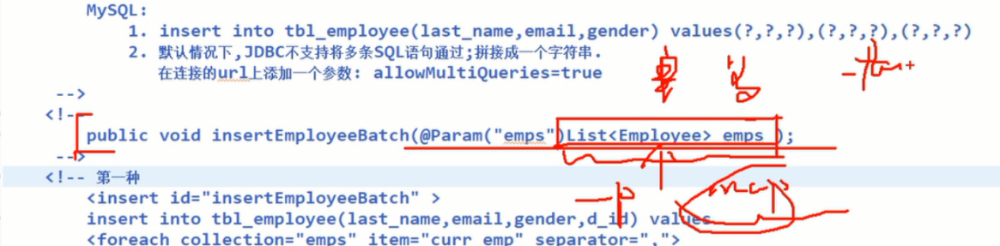 MySQL:
1. insert into tbl_employee(last_name,email,gender) values(?,?,?),(?,?,?),(?,?,?)
2. 默认情况下,JDBC不支持将多条SQL语句通过;拼接成一个字符串.
在连接的url上添加一个参数: allowMultiQueries=true
-->
<!--
public void insertEmployeeBatch(@Param("emps")List<Employee> emps );
-->
<!-- 第一种
<insert id="insertEmployeeBatch" >
insert into tbl_employee(last_name,email,gender,d_id) values
<foreach collection="emps" item="curr_emp" separator=",">